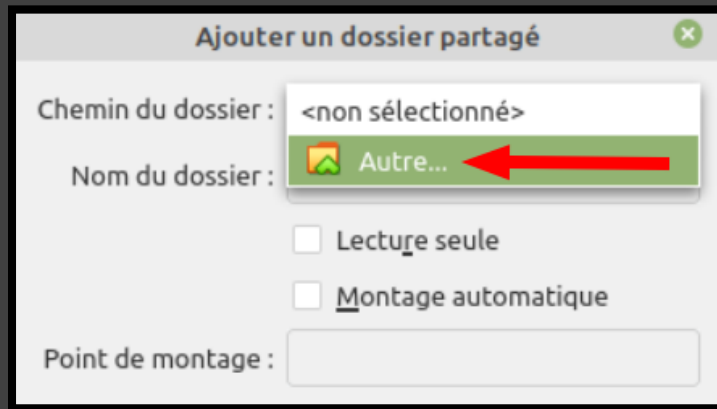 Ajouter un dossier partagé
Chemin du dossier :
<non sélectionné>
Autre...
Nom du dossier :
Lecture seule
Montage automatique
Point de montage :